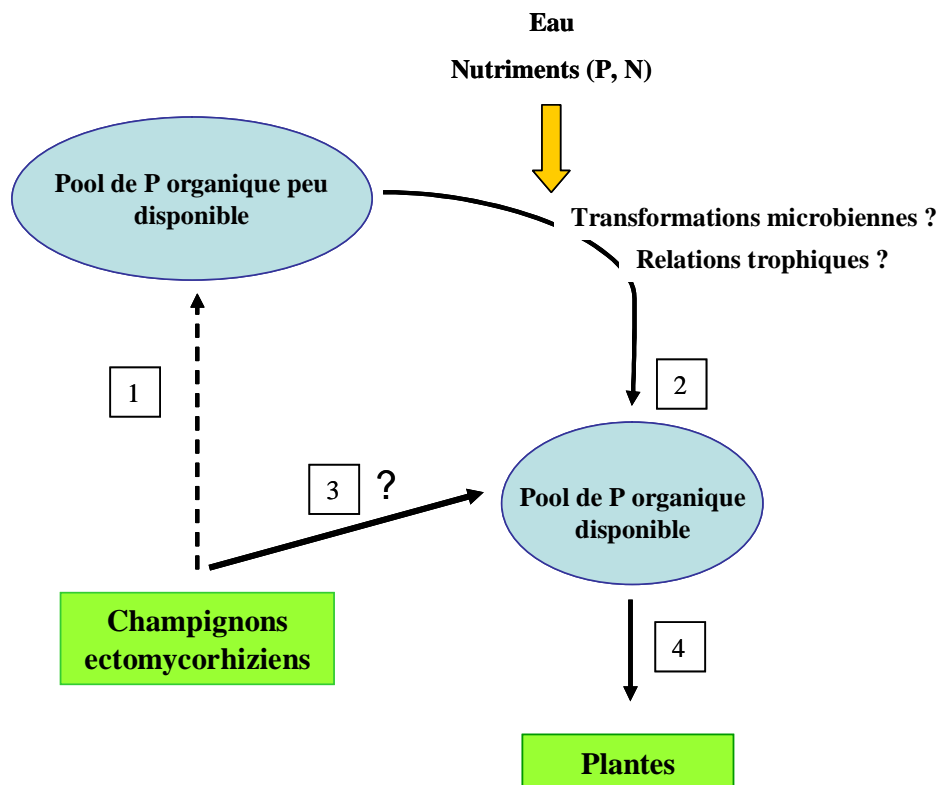 Eau
Nutriments (P, N)
Pool de P organique peu
disponible
Transformations microbiennes ?
Relations trophiques ?
1
2
3 ?
Pool de P organique
disponible
Champignons
ectomycorhiziens
4
Plantes